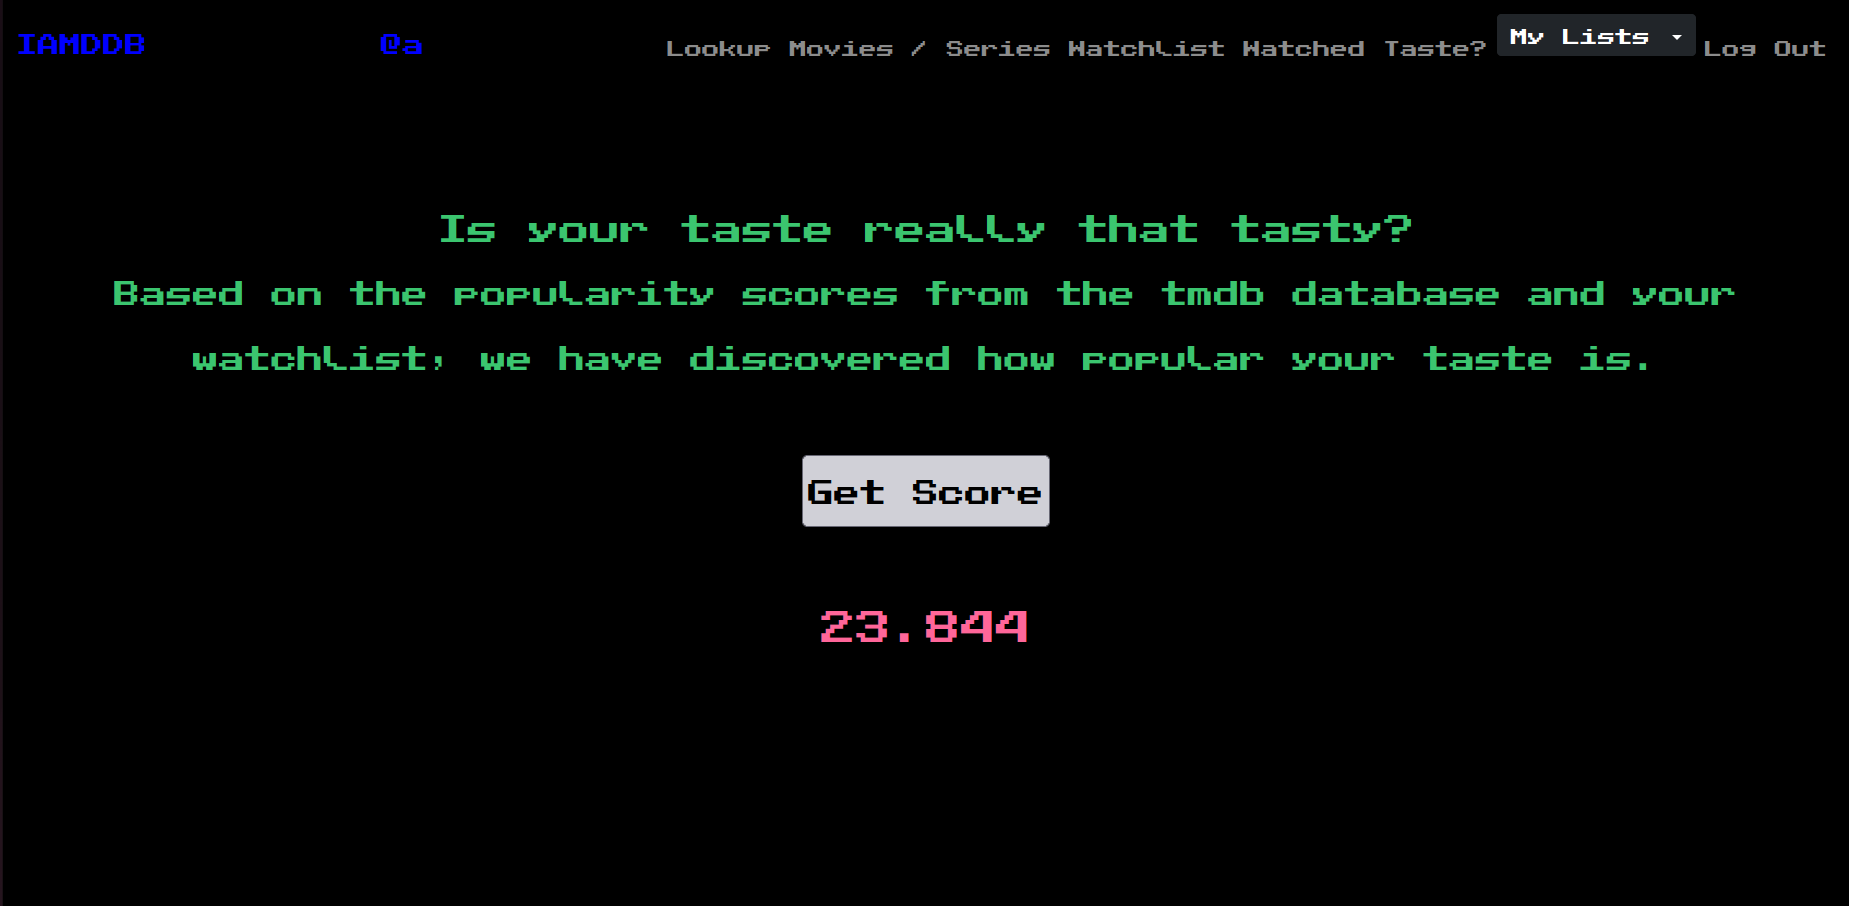 IAMDDB @a Lookup Movies / Series Watchlist Watched Taste? My Lists Log Out
Is your taste really that tasty?
Based on the popularity scores from the tmdb database and your
watchlist, we have discovered how popular your taste is.
Get Score
23.844